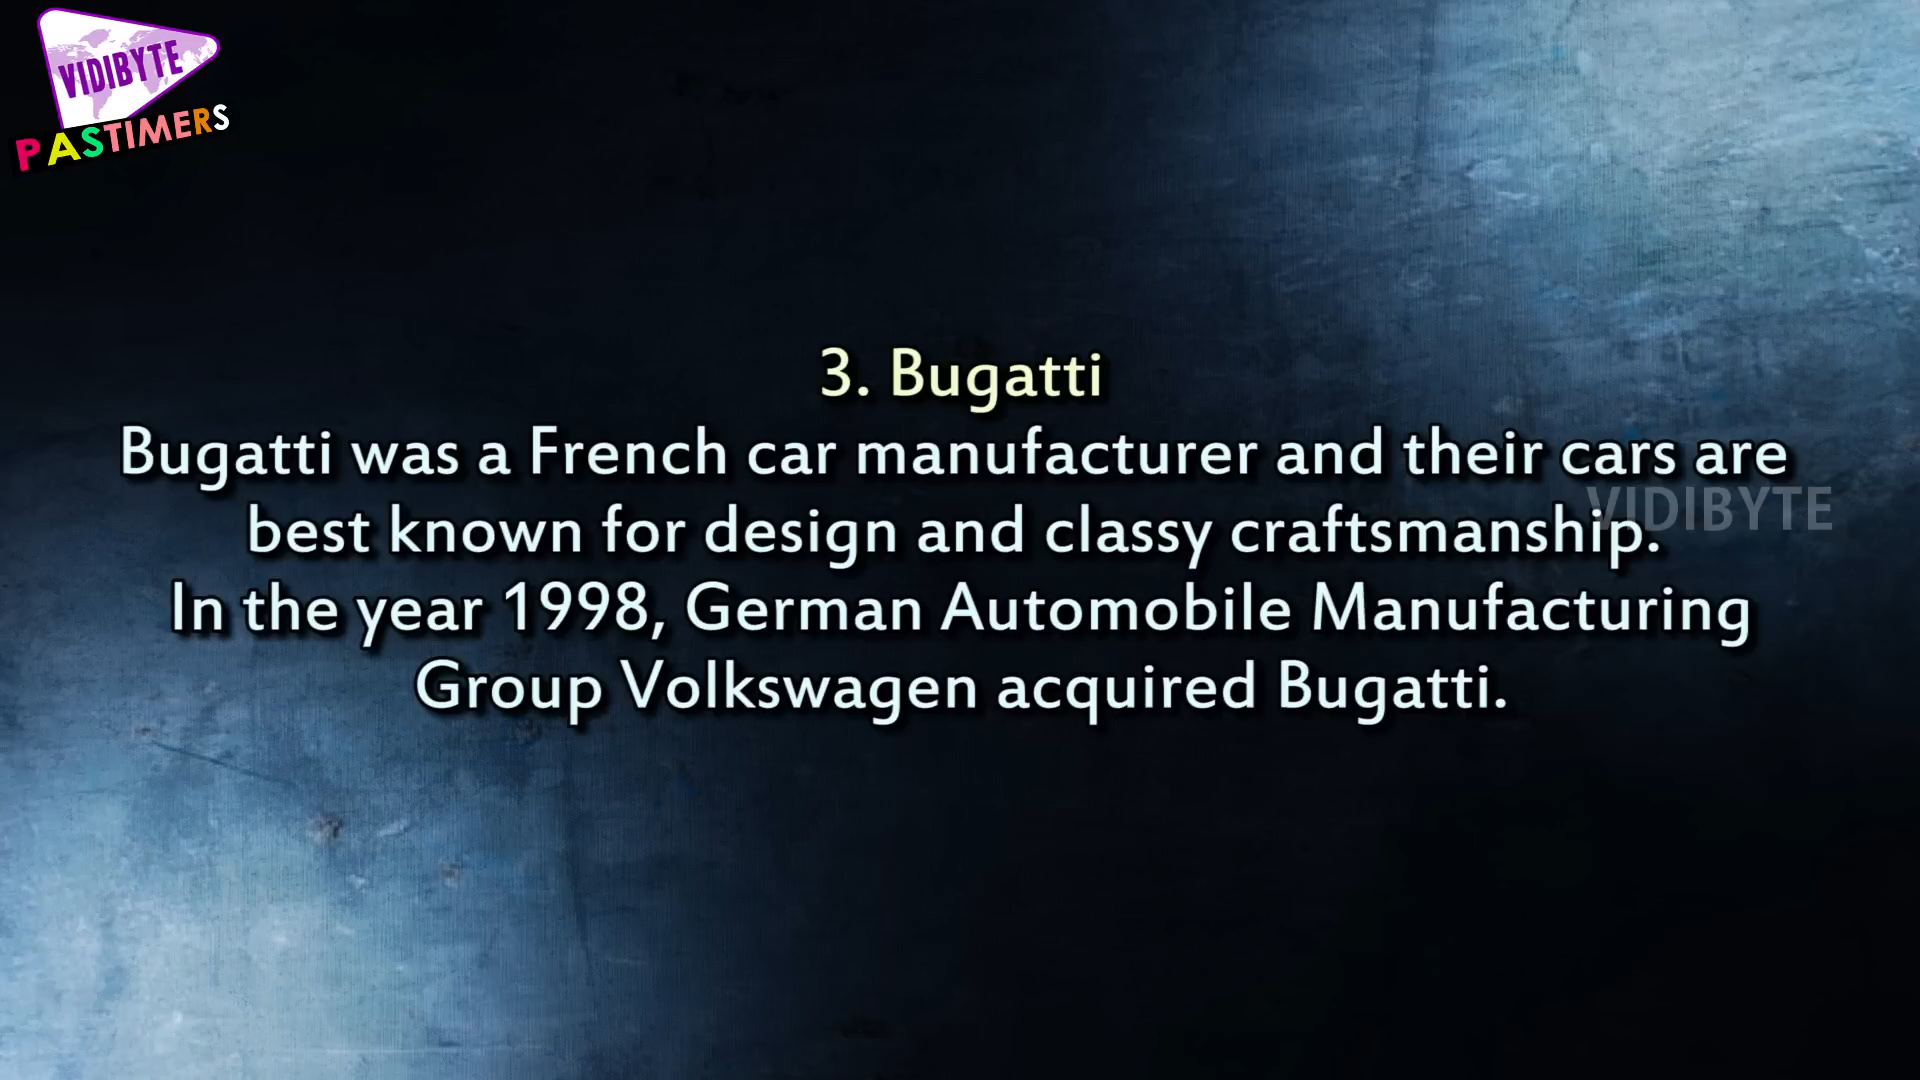 VIDIBYTE
PASTIMERS
3. Bugatti
Bugatti was a French car manufacturer and their cars are
best known for design and classy craftsmanship.
VIDIBYTE
In the year 1998, German Automobile Manufacturing
Group Volkswagen acquired Bugatti.